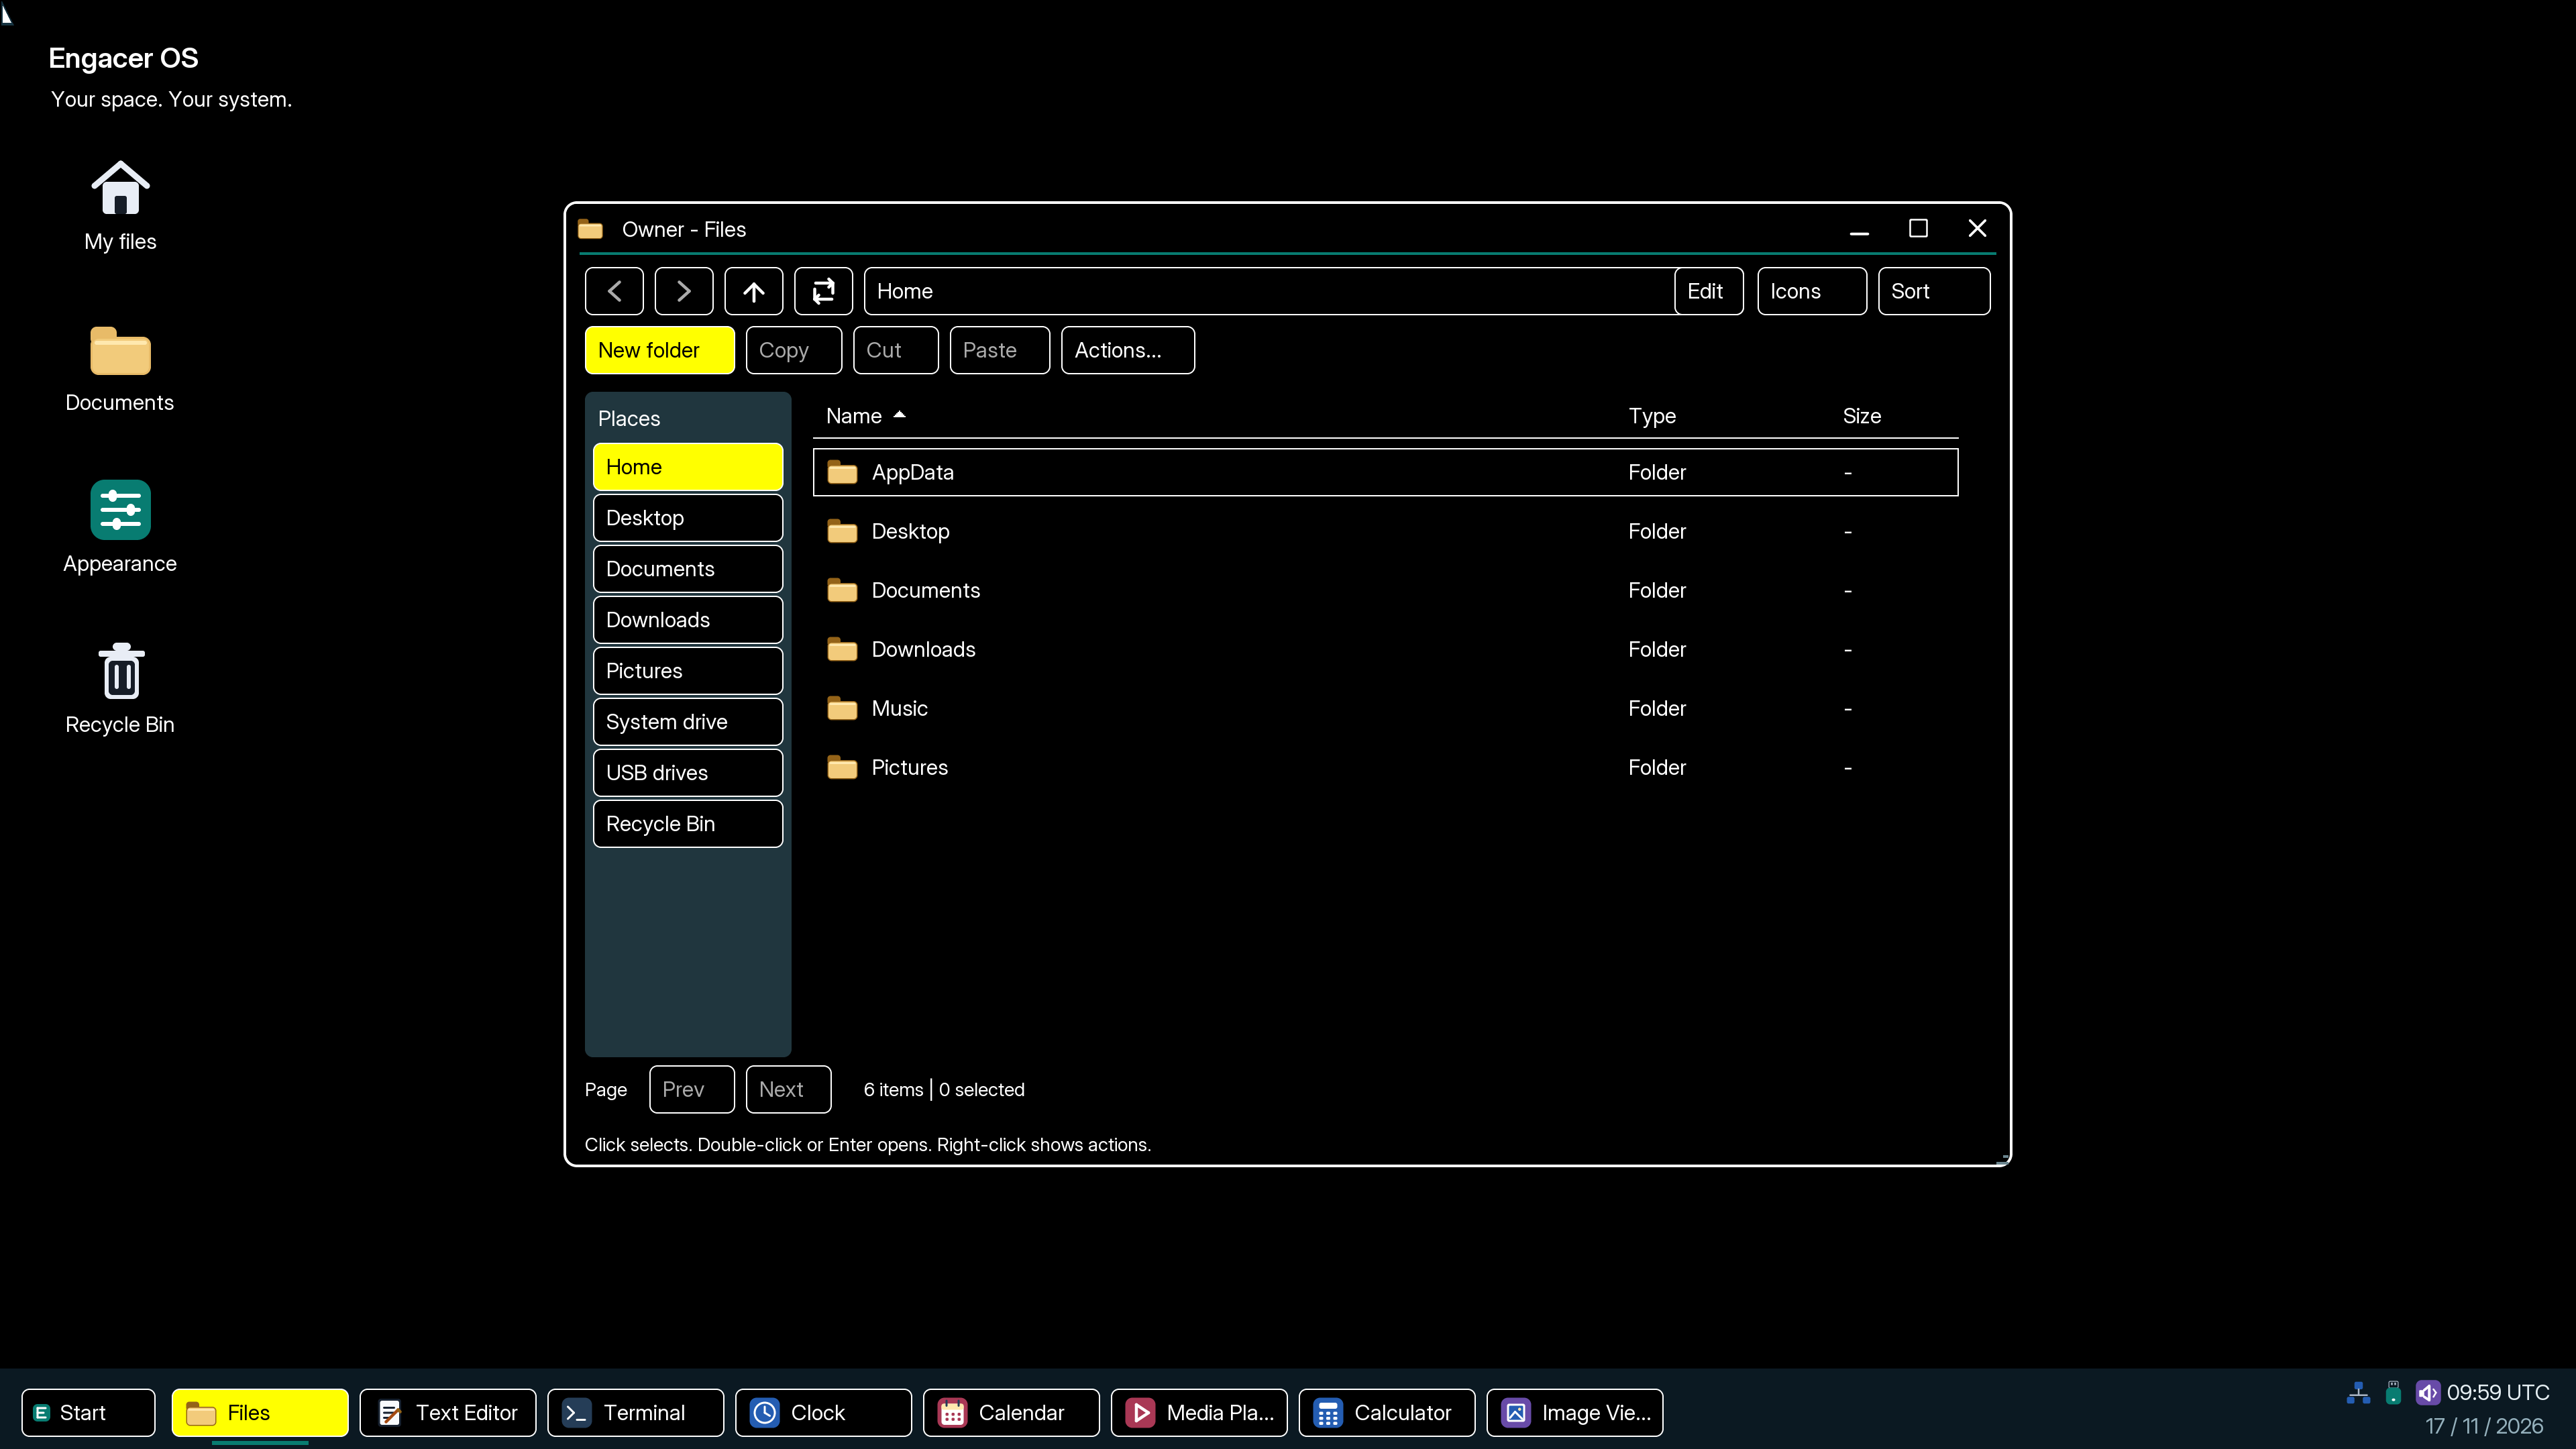 Engacer OS
Your space. Your system.
My files
Documents
Appearance
Recycle Bin
Owner - Files
Home Edit Icons Sort
New folder Copy Cut Paste Actions...
Places
Home
Desktop
Documents
Downloads
Pictures
System drive
USB drives
Recycle Bin
Name Type Size
AppData Folder -
Desktop Folder -
Documents Folder -
Downloads Folder -
Music Folder -
Pictures Folder -
Page Prev Next 6 items | 0 selected
Click selects. Double-click or Enter opens. Right-click shows actions.
E Start Files Text Editor Terminal Clock Calendar Media Pla... Calculator Image Vie...
09:59 UTC
17 / 11 / 2026